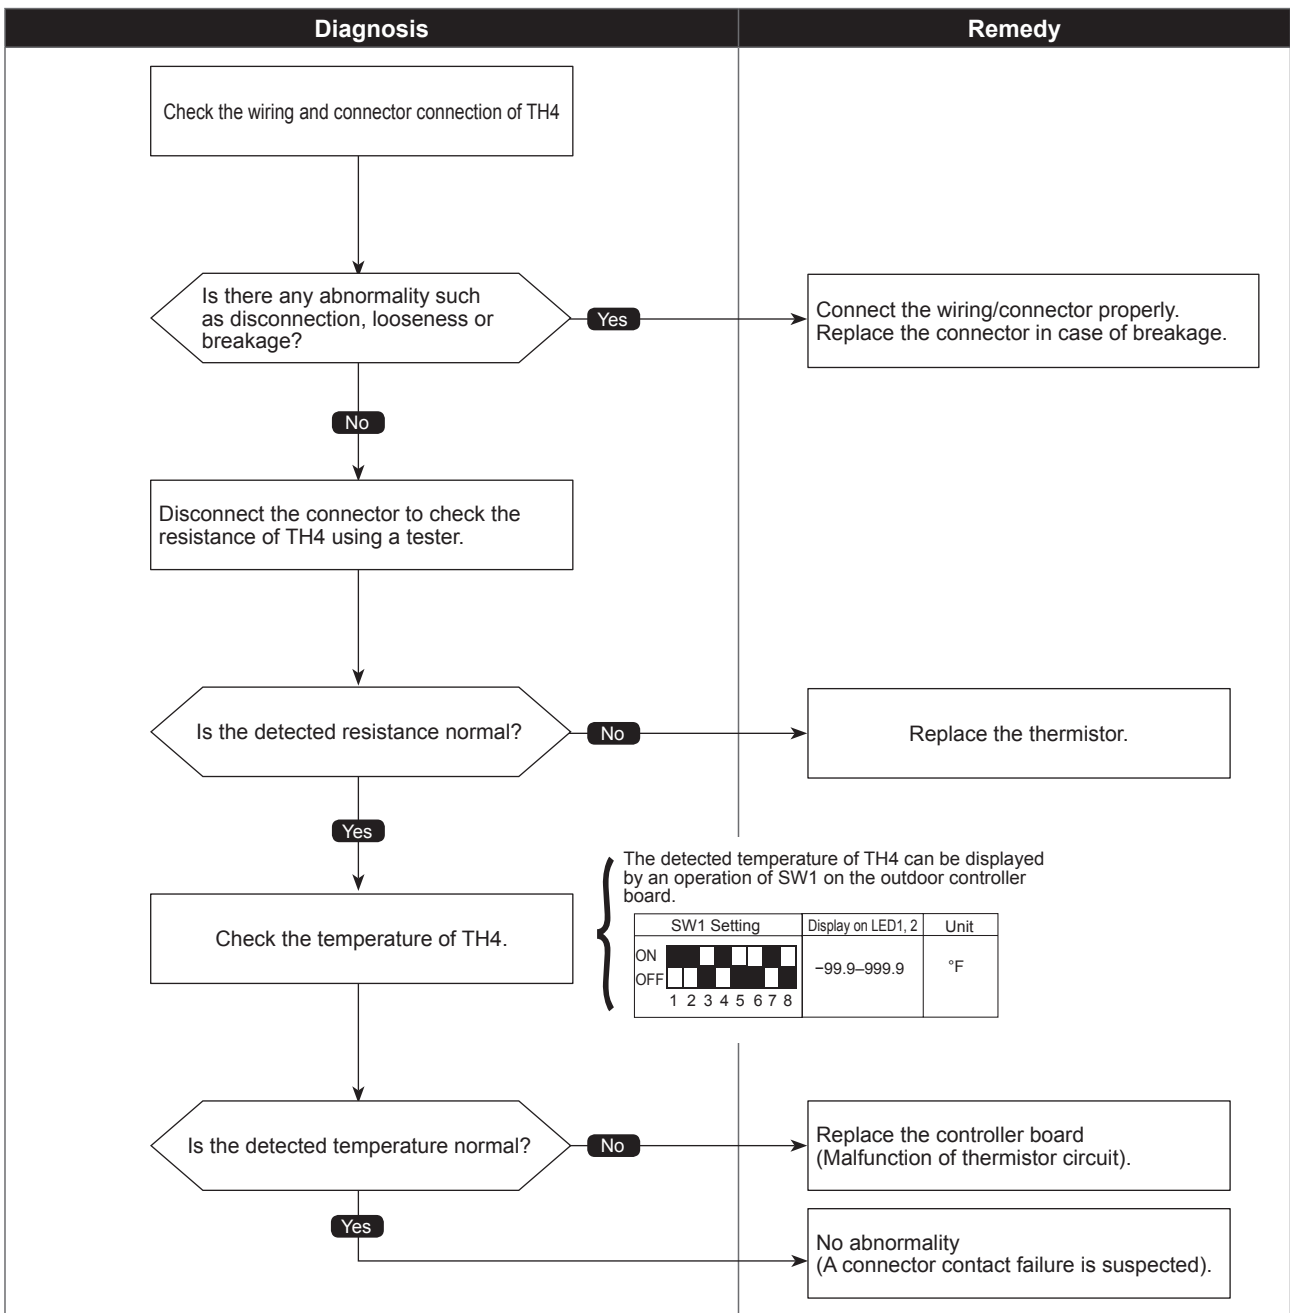 Diagnosis
Remedy
Check the wiring and connector connection of TH4
Is there any abnormality such
as disconnection, looseness or
breakage?
Yes
Connect the wiring/connector properly.
Replace the connector in case of breakage.
No
Disconnect the connector to check the
resistance of TH4 using a tester.
Is the detected resistance normal?
No
Replace the thermistor.
Yes
The detected temperature of TH4 can be displayed
by an operation of SW1 on the outdoor controller
board.
Check the temperature of TH4.
SW1 Setting
Display on LED1, 2
Unit
ON
OFF
1 2 3 4 5 6 7 8
−99.9–999.9
°F
Is the detected temperature normal?
No
Replace the controller board
(Malfunction of thermistor circuit).
Yes
No abnormality
(A connector contact failure is suspected).